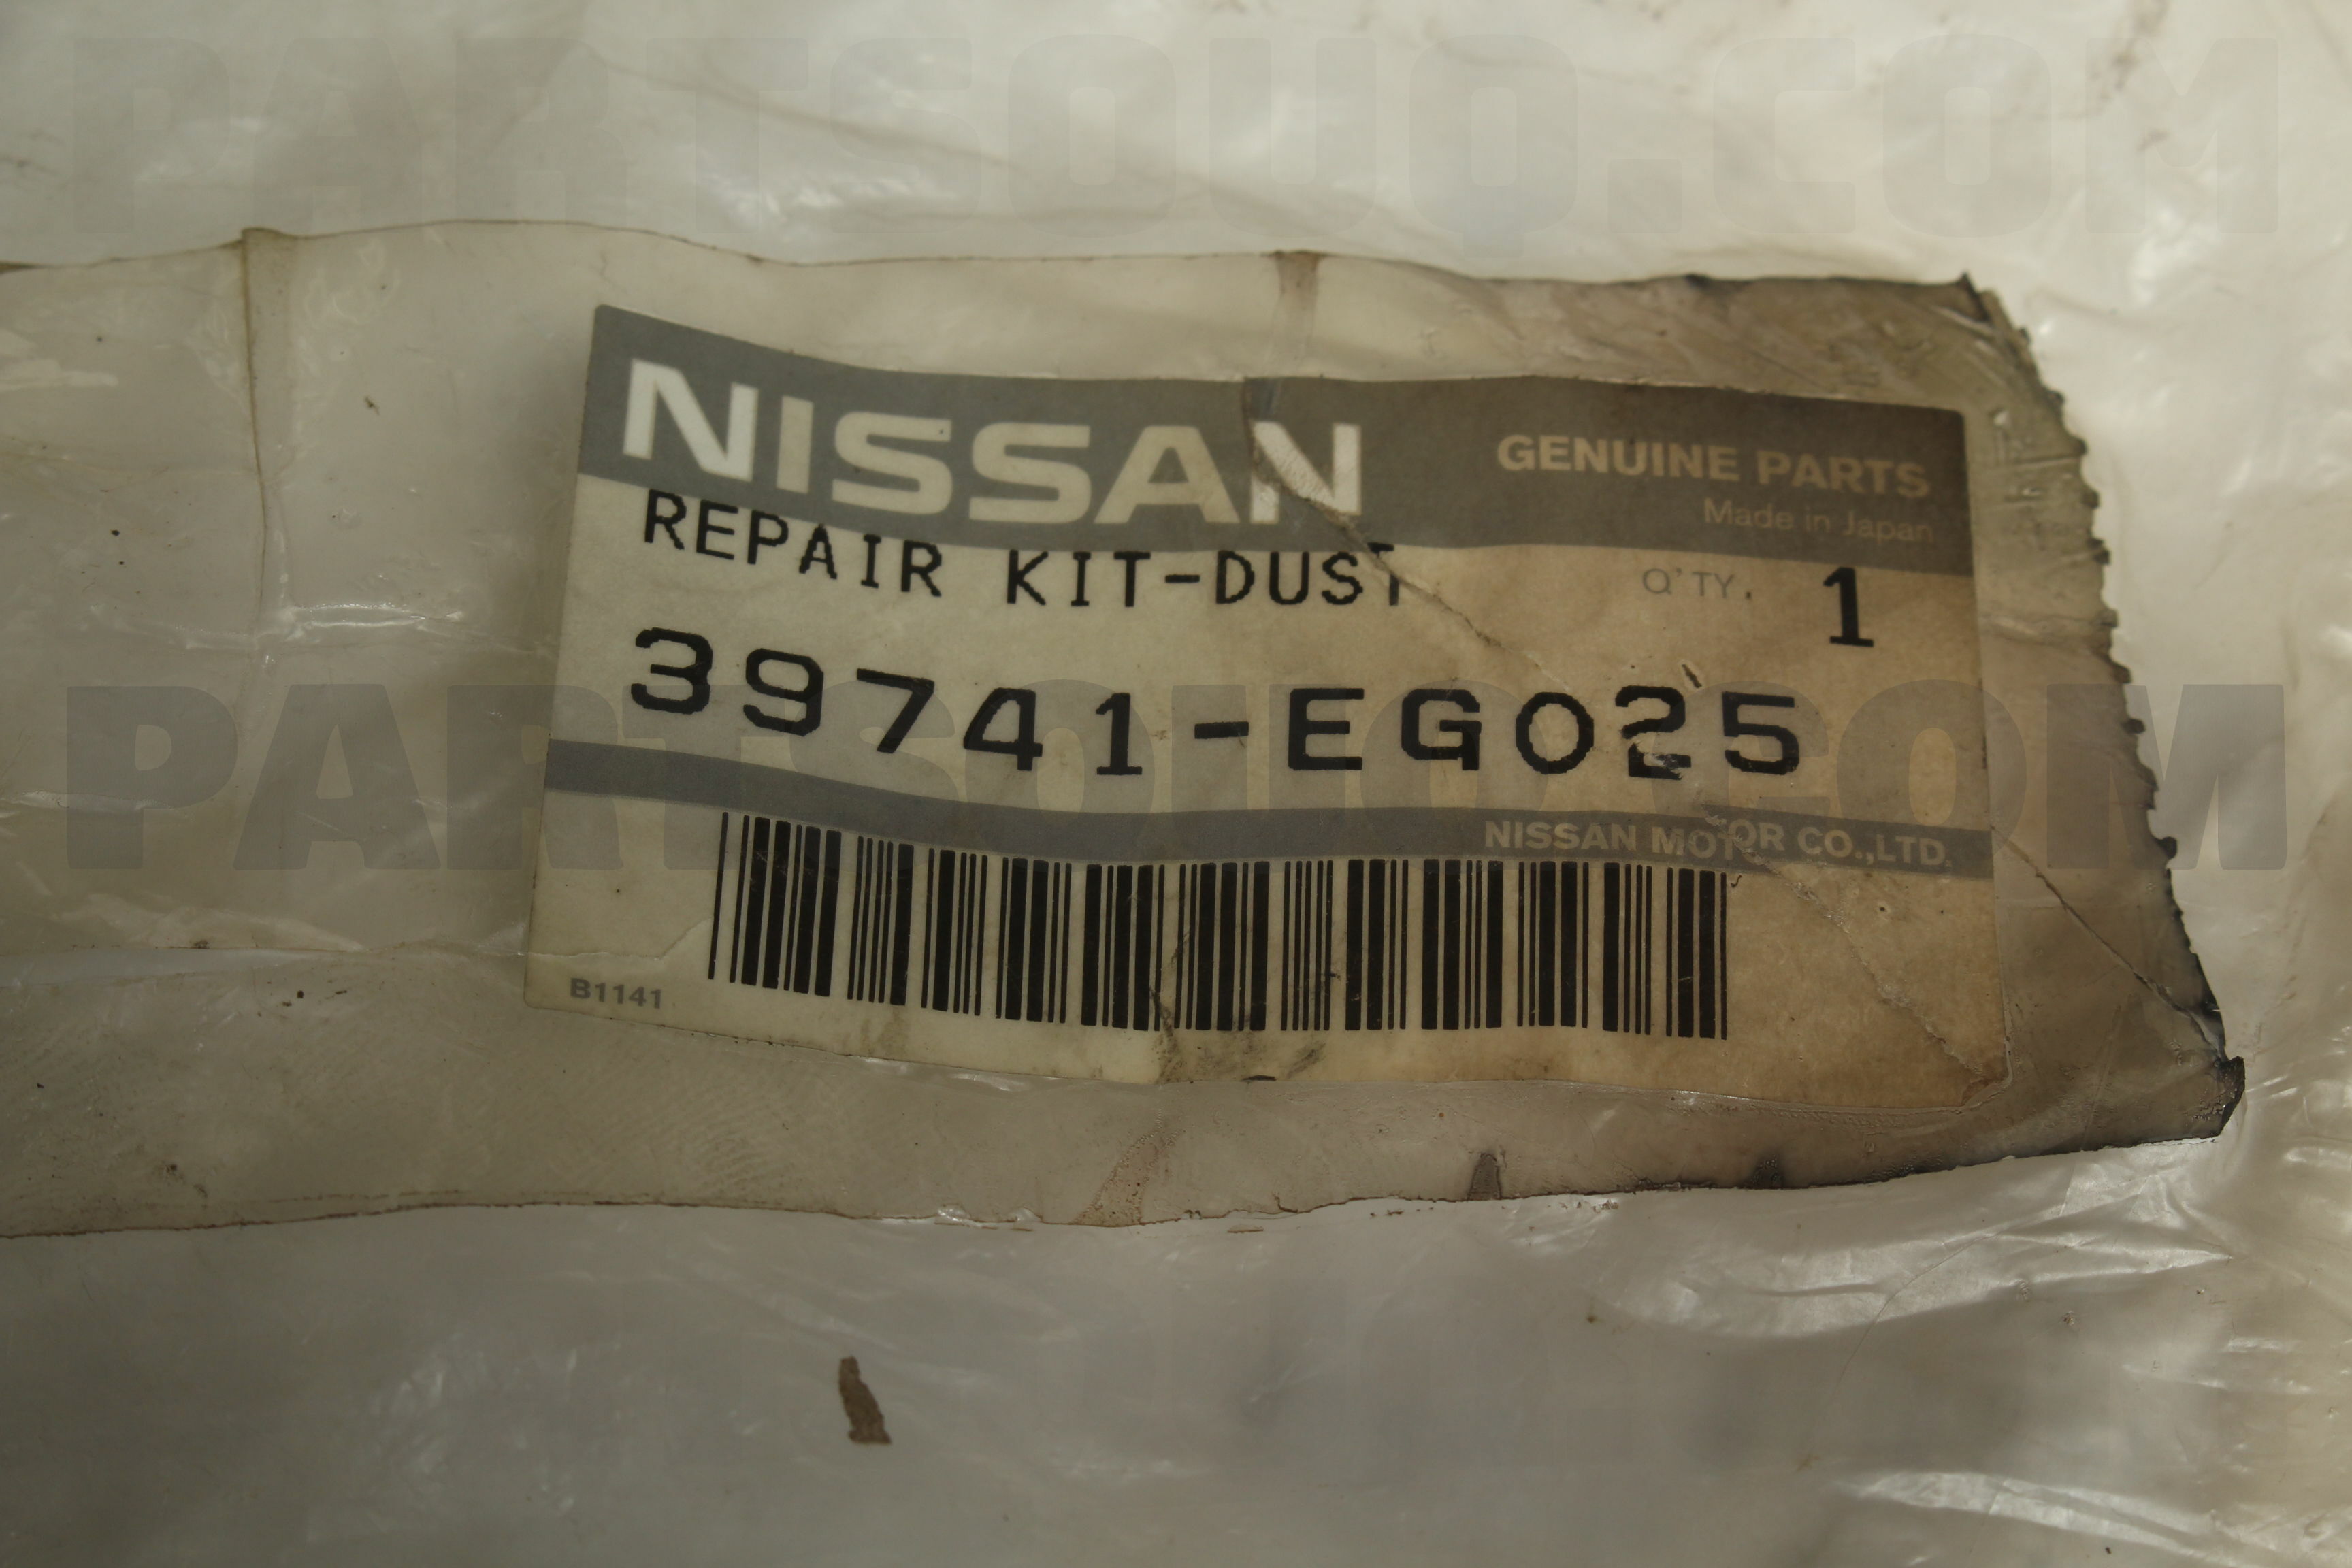 PARTSOUQ.COM
NISSAN
GENUINE PARTS
Made in Japan
REPAIR KIT-DUST
Q'TY. 1
39741-EG025
PARTSOUQ.COM
NISSAN MOTOR CO.,LTD.
B1141